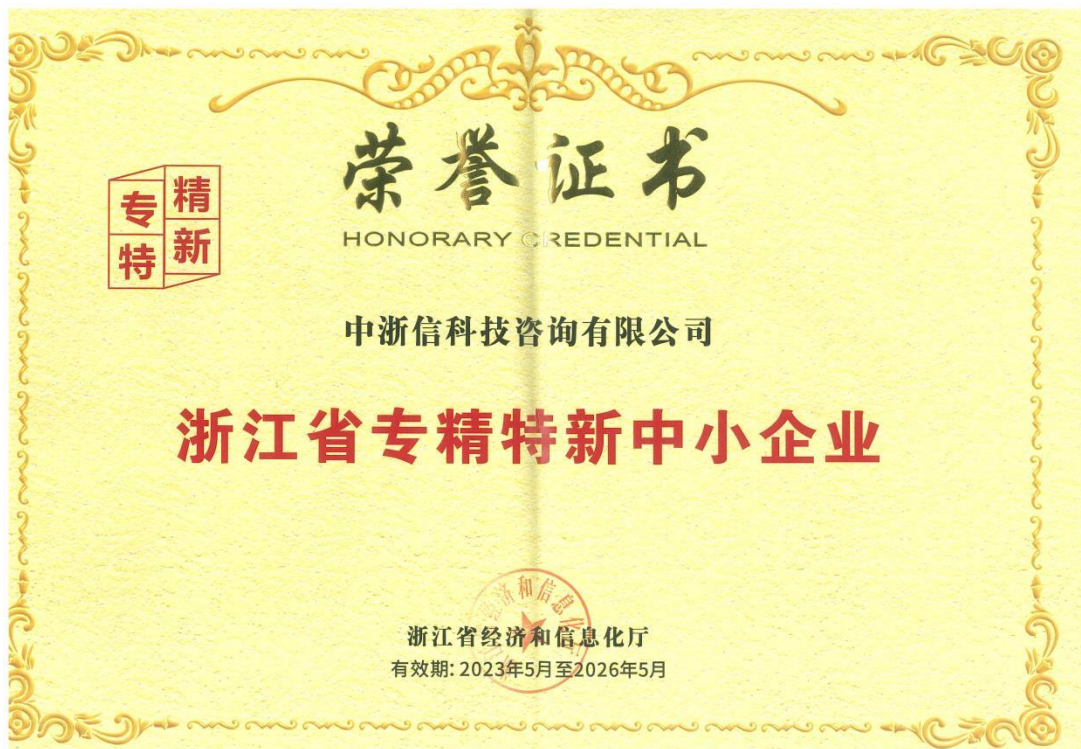 荣誉证书
HONORARY CREDENTIAL
专精
特新
中浙信科技咨询有限公司
浙江省专精特新中小企业
浙江省经济和信息化厅
有效期:2023年5月至2026年5月